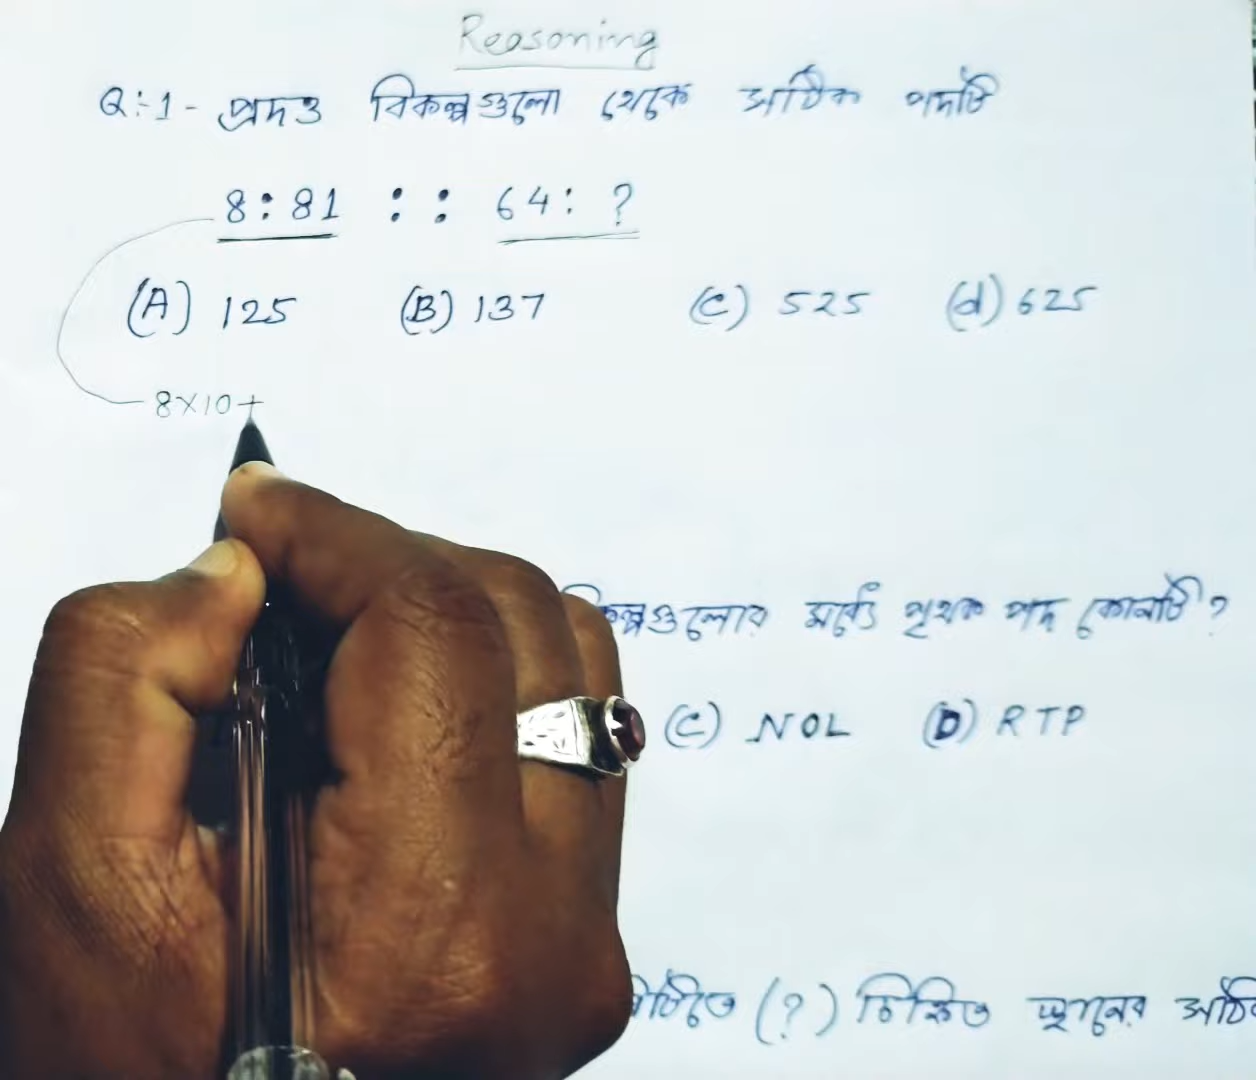 Reasoning
Q:-1- প্রদত্ত বিকল্পগুলো থেকে সঠিক পদটি
8:81 :: 64: ?
(A) 125 (B) 137 (C) 525 (d) 625
8×10+
বিকল্পগুলোর মধ্যে পৃথক পদ কোনটি?
(C) NOL (D) RTP
(?) চিহ্নিত স্থানের